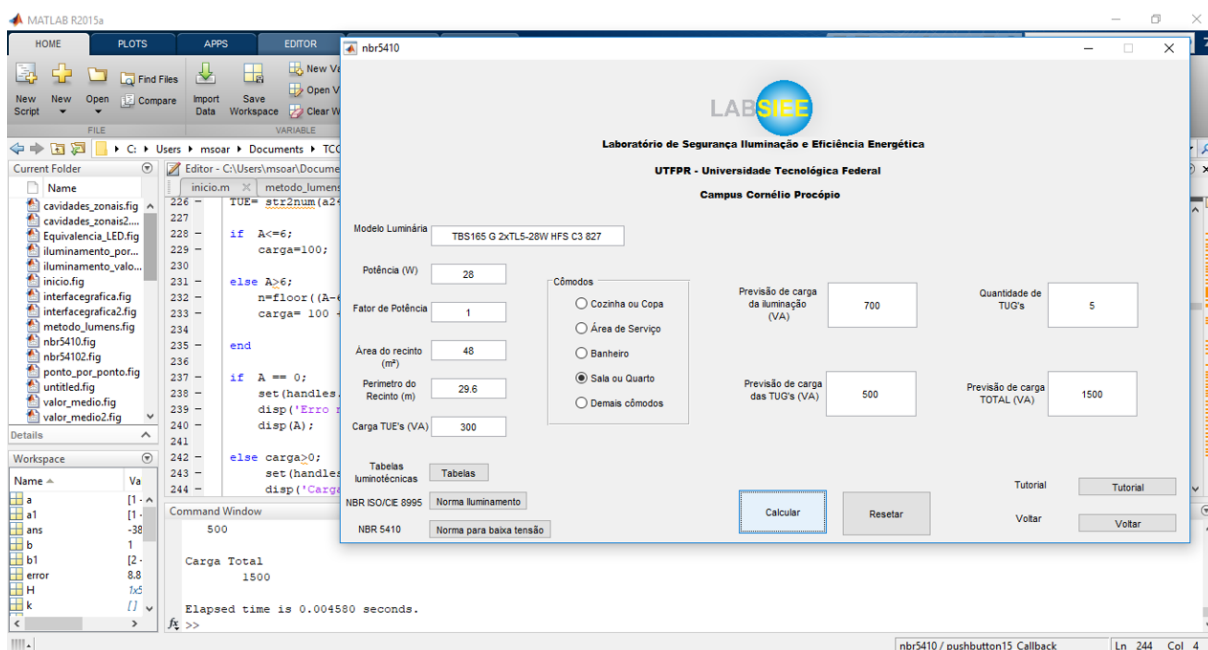 MATLAB R2015a
HOME
PLOTS
APPS
EDITOR
New Script
New
Open
Find Files
Compare
Import Data
Save Workspace
New Va
Open V
Clear W
FILE
VARIABLE
C: Users msoar Documents TCC
Current Folder
Name
cavidades_zonais.fig
cavidades_zonais2....
Equivalencia_LED.fig
iluminamento_por...
iluminamento_valo...
inicio.fig
interfacegrafica.fig
interfacegrafica2.fig
metodo_lumens.fig
nbr5410.fig
nbr54102.fig
ponto_por_ponto.fig
untitled.fig
valor_medio.fig
valor_medio2.fig
Details
Workspace
Name Va
a [1
a1 [1
ans -38
b 1
b1 [2
error 8.8
H 1x5
k []
Editor - C:\Users\msoar\Docume
inicio.m metodo_lumens
226 TUE= str2num(a2
227
228 if A<=6;
229 carga=100;
230
231 else A>6;
232 n=floor((A-6
233 carga= 100 +
234
235 end
236
237 if A == 0;
238 set(handles.
239 disp('Erro
240 disp(A);
241
242 else carga>0;
243 set(handles
244 disp('Carga
Command Window
500
Carga Total
1500
Elapsed time is 0.004580 seconds.
fx >>
nbr5410
LABSIEE
Laboratório de Segurança Iluminação e Eficiência Energética
UTFPR - Universidade Tecnológica Federal
Campus Cornélio Procópio
Modelo Luminária
TBS165 G 2xTL5-28W HFS C3 827
Potência (W)
28
Fator de Potência
1
Área do recinto (m²)
48
Perimetro do Recinto (m)
29.6
Carga TUE's (VA)
300
Cômodos
Cozinha ou Copa
Área de Serviço
Banheiro
Sala ou Quarto
Demais cômodos
Previsão de carga da iluminação (VA)
700
Quantidade de TUG's
5
Previsão de carga das TUG's (VA)
500
Previsão de carga TOTAL (VA)
1500
Tabelas luminotécnicas
Tabelas
NBR ISO/CIE 8995
Norma Iluminamento
NBR 5410
Norma para baixa tensão
Calcular
Resetar
Tutorial
Tutorial
Voltar
Voltar
nbr5410 / pushbutton15_Callback
Ln 244 Col 4